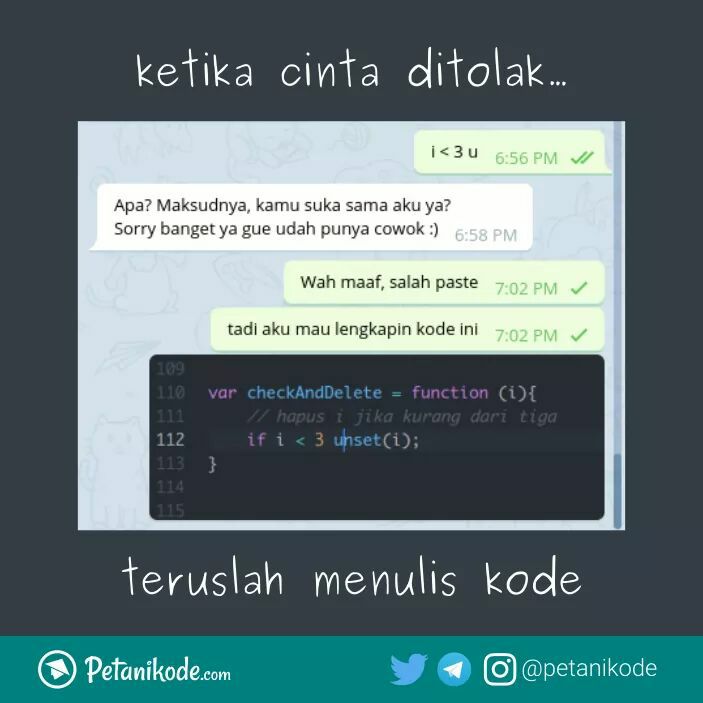 ketika cinta ditolak...
i < 3 u 6:56 PM
Apa? Maksudnya, kamu suka sama aku ya?
Sorry banget ya gue udah punya cowok :) 6:58 PM
Wah maaf, salah paste 7:02 PM
tadi aku mau lengkapin kode ini 7:02 PM
109
110 var checkAndDelete = function (i){
111 // hapus i jika kurang dari tiga
112 if i < 3 unset(i);
113 }
114
115
teruslah menulis kode
Petanikode.com @petanikode